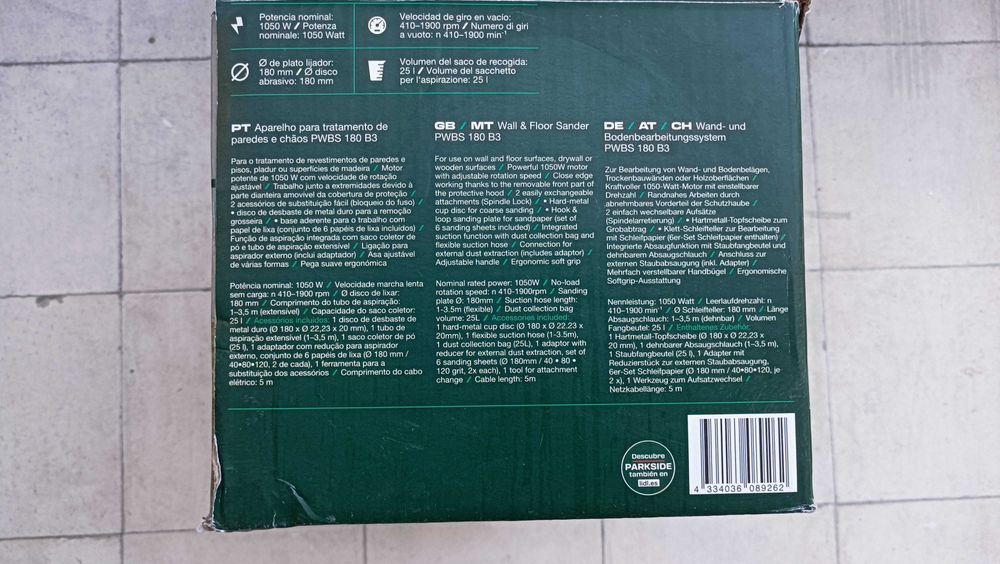 Potencia nominal:
1050 W / Potenza
nominale: 1050 Watt
Velocidad de giro en vacío:
410–1900 rpm / Numero di giri
a vuoto: n 410–1900 min⁻¹
Ø de plato lijador:
180 mm / Ø disco
abrasivo: 180 mm
Volumen del saco de recogida:
25 l / Volume del sacchetto
per l'aspirazione: 25 l
PT Aparelho para tratamento de
paredes e chãos PWBS 180 B3
Para o tratamento de revestimentos de paredes e
pisos, pladur ou superfícies de madeira / Motor
potente de 1050 W com velocidade de rotação
ajustável / Trabalho junto a extremidades devido à
parte dianteira amovível da cobertura de proteção /
2 acessórios de substituição fácil (bloqueio do fuso) /
• disco de desbaste de metal duro para a remoção
grosseira / • base aderente para o trabalho com
papel de lixa (conjunto de 6 papéis de lixa incluídos) /
Função de aspiração integrada com saco coletor de
pó e tubo de aspiração extensível / Ligação para
aspirador externo (inclui adaptador) / Asa ajustável
de várias formas / Pega suave ergonómica
Potência nominal: 1050 W / Velocidade marcha lenta
sem carga: n 410–1900 rpm / Ø disco de lixar:
180 mm / Comprimento do tubo de aspiração:
1–3,5 m (extensível) / Capacidade do saco coletor:
25 l / Acessórios incluídos: 1 disco de desbaste de
metal duro (Ø 180 x Ø 22,23 x 20 mm), 1 tubo de
aspiração extensível (1–3,5 m), 1 saco coletor de pó
(25 l), 1 adaptador com redução para aspirador
externo, conjunto de 6 papéis de lixa (Ø 180 mm /
40•80•120, 2 de cada), 1 ferramenta para a
substituição dos acessórios / Comprimento do cabo
elétrico: 5 m
GB / MT Wall & Floor Sander
PWBS 180 B3
For use on wall and floor surfaces, drywall or
wooden surfaces / Powerful 1050W motor
with adjustable rotation speed / Close edge
working thanks to the removable front part of
the protective hood / 2 easily exchangeable
attachments (Spindle Lock) / • Hard-metal
cup disc for coarse sanding / • Hook &
loop sanding plate for sandpaper (set of
6 sanding sheets included) / Integrated
suction function with dust collection bag and
flexible suction hose / Connection for
external dust extraction (includes adaptor) /
Adjustable handle / Ergonomic soft grip
Nominal rated power: 1050W / No-load
rotation speed: n 410-1900rpm / Sanding
plate Ø: 180mm / Suction hose length:
1-3.5m (flexible) / Dust collection bag
volume: 25L / Accessories included:
1 hard-metal cup disc (Ø 180 x Ø 22.23 x
20mm), 1 flexible suction hose (1-3.5m),
1 dust collection bag (25L), 1 adaptor with
reducer for external dust extraction, set of
6 sanding sheets (Ø 180mm / 40 • 80 •
120 grit, 2x each), 1 tool for attachment
change / Cable length: 5m
DE / AT / CH Wand- und
Bodenbearbeitungssystem
PWBS 180 B3
Zur Bearbeitung von Wand- und Bodenbelägen,
Trockenbauwänden oder Holzoberflächen /
Kraftvoller 1050-Watt-Motor mit einstellbarer
Drehzahl / Randnahes Arbeiten durch
abnehmbares Vorderteil der Schutzhaube /
2 einfach wechselbare Aufsätze
(Spindelarretierung) / • Hartmetall-Topfscheibe zum
Grobabtrag / • Klett-Schleifteller zur Bearbeitung
mit Schleifpapier (6er-Set Schleifpapier enthalten) /
Integrierte Absaugfunktion mit Staubfangbeutel und
dehnbarem Absaugschlauch / Anschluss zur
externen Staubabsaugung (inkl. Adapter) /
Mehrfach verstellbarer Handbügel / Ergonomische
Softgrip-Ausstattung
Nennleistung: 1050 Watt / Leerlaufdrehzahl: n
410–1900 min⁻¹ / Ø Schleifteller: 180 mm / Länge
Absaugschlauch: 1–3,5 m (dehnbar) / Volumen
Fangbeutel: 25 l / Enthaltenes Zubehör:
1 Hartmetall-Topfscheibe (Ø 180 x Ø 22,23 x
20 mm), 1 dehnbarer Absaugschlauch (1–3,5 m),
1 Staubfangbeutel (25 l), 1 Adapter mit
Reduzierstück zur externen Staubabsaugung,
6er-Set Schleifpapier (Ø 180 mm / 40•80•120, je
2 x), 1 Werkzeug zum Aufsatzwechsel /
Netzkabellänge: 5 m
Descubre
PARKSIDE
también en
lidl.es
4 334036 089262